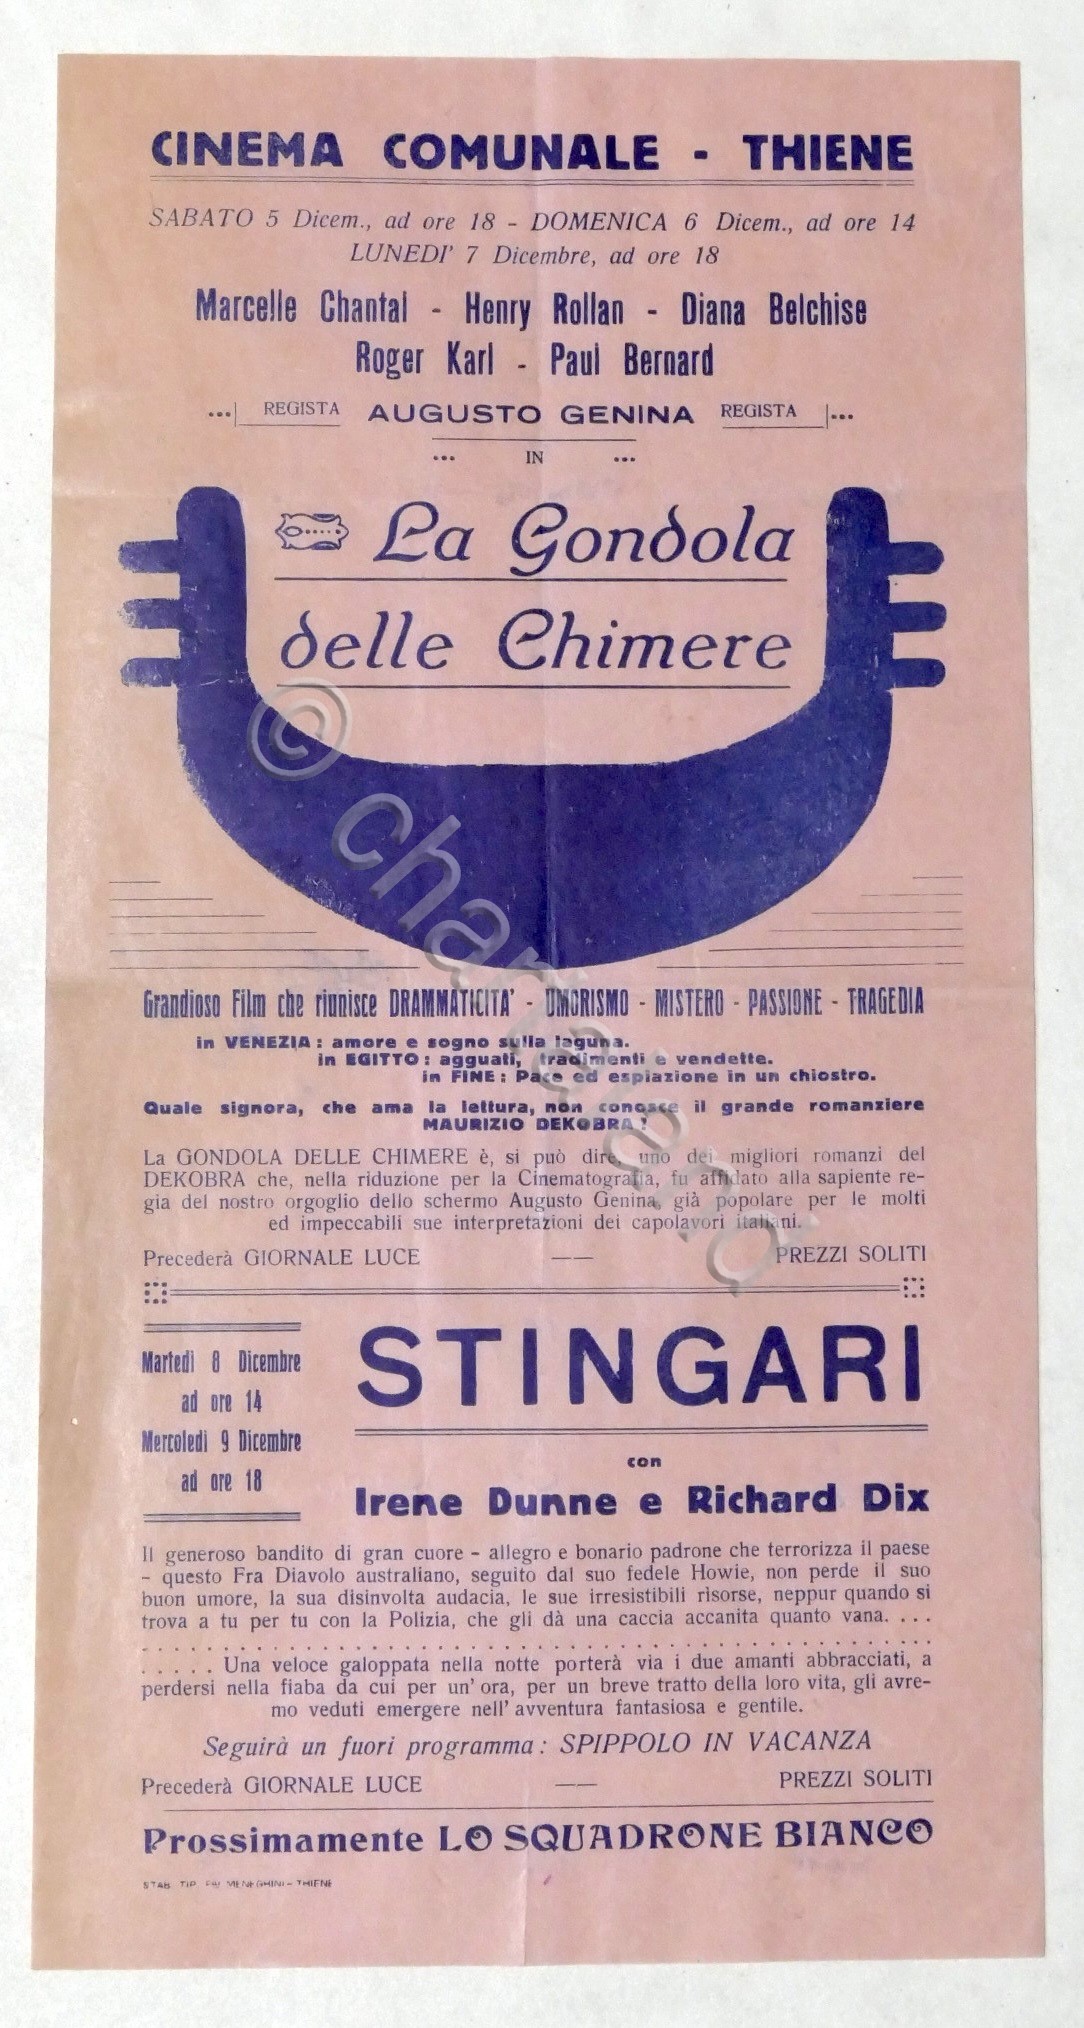 CINEMA COMUNALE - THIENE
SABATO 5 Dicem., ad ore 18 - DOMENICA 6 Dicem., ad ore 14
LUNEDI' 7 Dicembre, ad ore 18
Marcelle Chantal - Henry Rollan - Diana Belchise
Roger Karl - Paul Bernard
...| REGISTA AUGUSTO GENINA REGISTA |...
... IN ...
La Gondola
delle Chimere
Grandioso Film che riunisce DRAMMATICITA' - UMORISMO - MISTERO - PASSIONE - TRAGEDIA
in VENEZIA : amore e sogno sulla laguna.
in EGITTO : agguati, tradimenti e vendette.
in FINE : Pace ed espiazione in un chiostro.
Quale signora, che ama la lettura, non conosce il grande romanziere
MAURIZIO DEKOBRA?
La GONDOLA DELLE CHIMERE è, si può dire, uno dei migliori romanzi del
DEKOBRA che, nella riduzione per la Cinematografia, fu affidato alla sapiente re-
gia del nostro orgoglio dello schermo Augusto Genina, già popolare per le molti
ed impeccabili sue interpretazioni dei capolavori italiani.
Precederà GIORNALE LUCE —— PREZZI SOLITI
STINGARI
Martedì 8 Dicembre
ad ore 14
Mercoledì 9 Dicembre
ad ore 18
con
Irene Dunne e Richard Dix
Il generoso bandito di gran cuore - allegro e bonario padrone che terrorizza il paese
- questo Fra Diavolo australiano, seguito dal suo fedele Howie, non perde il suo
buon umore, la sua disinvolta audacia, le sue irresistibili risorse, neppur quando si
trova a tu per tu con la Polizia, che gli dà una caccia accanita quanto vana. . . .
. . . . . Una veloce galoppata nella notte porterà via i due amanti abbracciati, a
perdersi nella fiaba da cui per un' ora, per un breve tratto della loro vita, gli avre-
mo veduti emergere nell' avventura fantasiosa e gentile.
Seguirà un fuori programma : SPIPPOLO IN VACANZA
Precederà GIORNALE LUCE —— PREZZI SOLITI
Prossimamente LO SQUADRONE BIANCO
STAB. TIP. MENEGHINI - THIENE